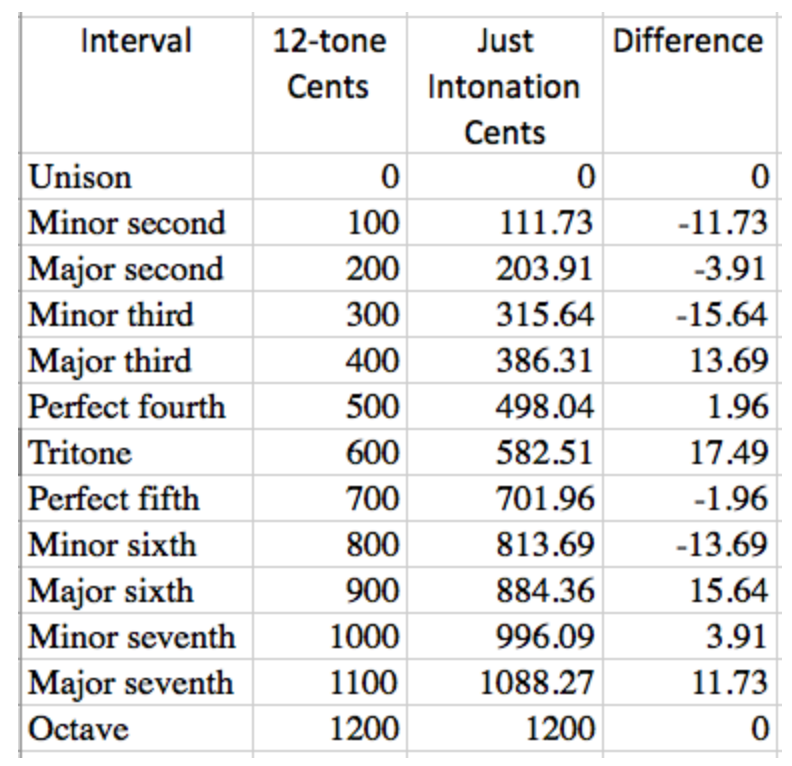 Interval 12-tone Cents Just Intonation Cents Difference
Unison 0 0 0
Minor second 100 111.73 -11.73
Major second 200 203.91 -3.91
Minor third 300 315.64 -15.64
Major third 400 386.31 13.69
Perfect fourth 500 498.04 1.96
Tritone 600 582.51 17.49
Perfect fifth 700 701.96 -1.96
Minor sixth 800 813.69 -13.69
Major sixth 900 884.36 15.64
Minor seventh 1000 996.09 3.91
Major seventh 1100 1088.27 11.73
Octave 1200 1200 0